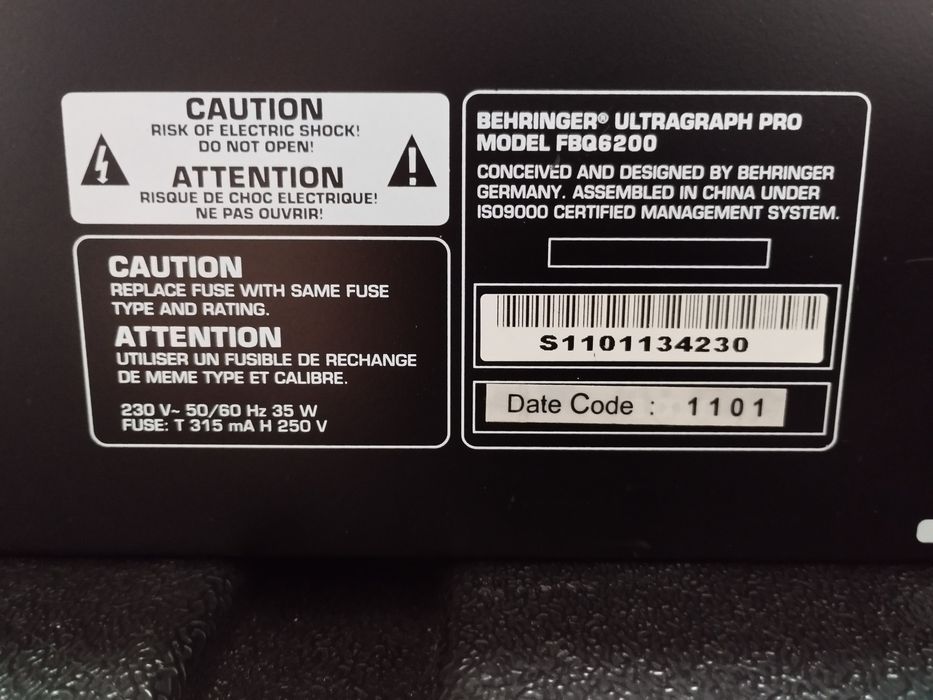 CAUTION
RISK OF ELECTRIC SHOCK!
DO NOT OPEN!
ATTENTION
RISQUE DE CHOC ELECTRIQUE!
NE PAS OUVRIR!
CAUTION
REPLACE FUSE WITH SAME FUSE
TYPE AND RATING.
ATTENTION
UTILISER UN FUSIBLE DE RECHANGE
DE MEME TYPE ET CALIBRE.
230 V~ 50/60 Hz 35 W
FUSE: T 315 mA H 250 V
BEHRINGER® ULTRAGRAPH PRO
MODEL FBQ6200
CONCEIVED AND DESIGNED BY BEHRINGER
GERMANY. ASSEMBLED IN CHINA UNDER
ISO9000 CERTIFIED MANAGEMENT SYSTEM.
S1101134230
Date Code : 1101